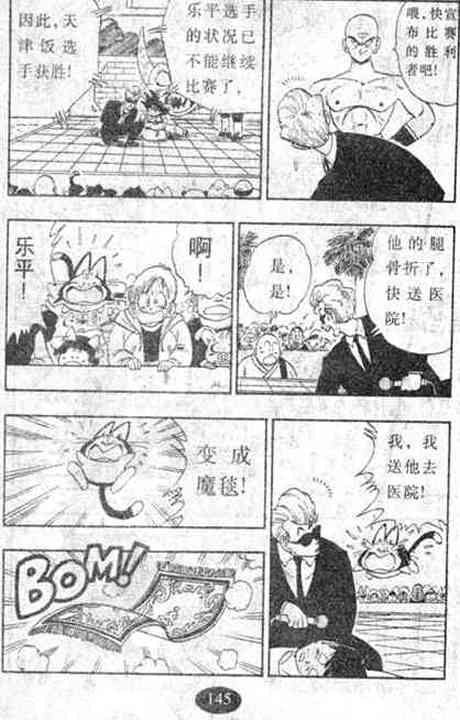 喂,快宣
布比赛
的胜利
者吧!
乐平选手
的状况已
不能继续
比赛了,
因此,天
津饭选
手获胜!
他的腿
骨折了,
快送医
院!
是,
是!
啊!
乐平!
我,我
送他去
医院!
变成
魔毯!
BOM!
145